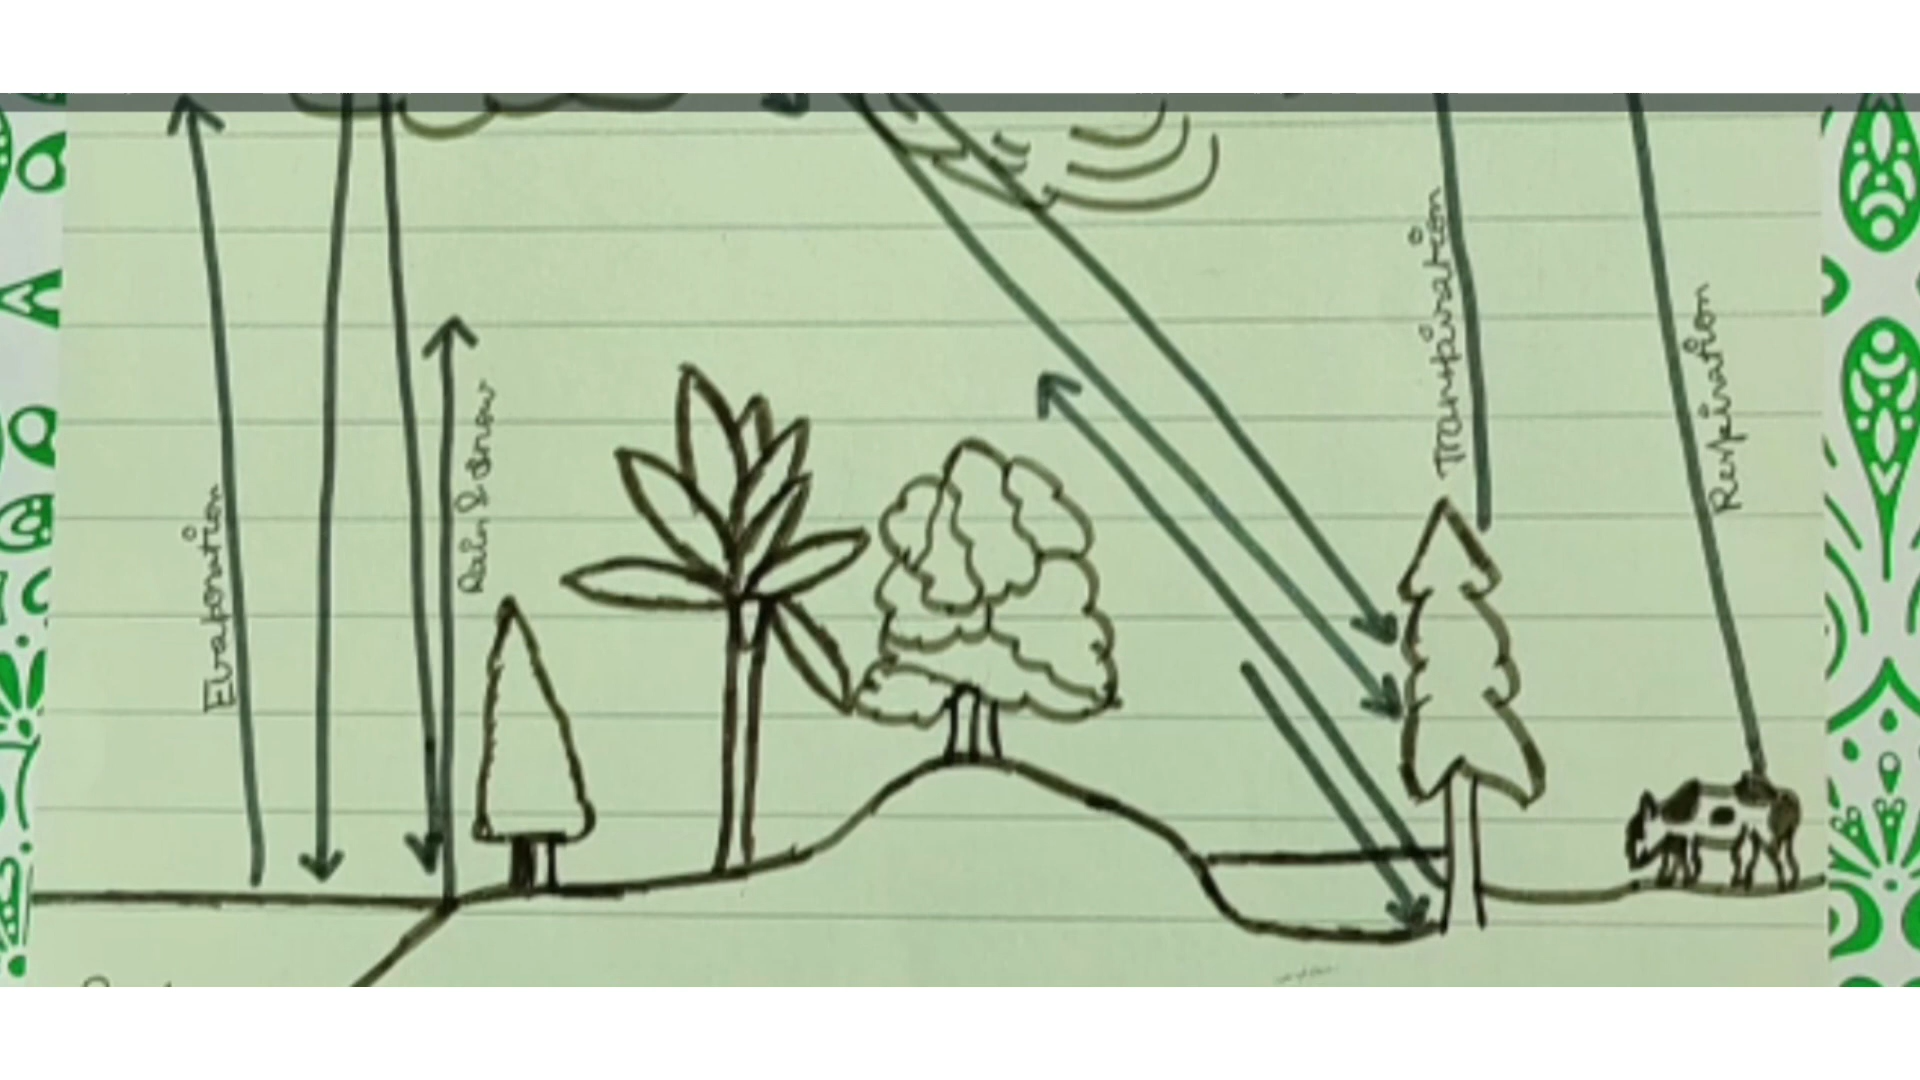 Evaporation
Rain & snow
Transpiration
Respiration